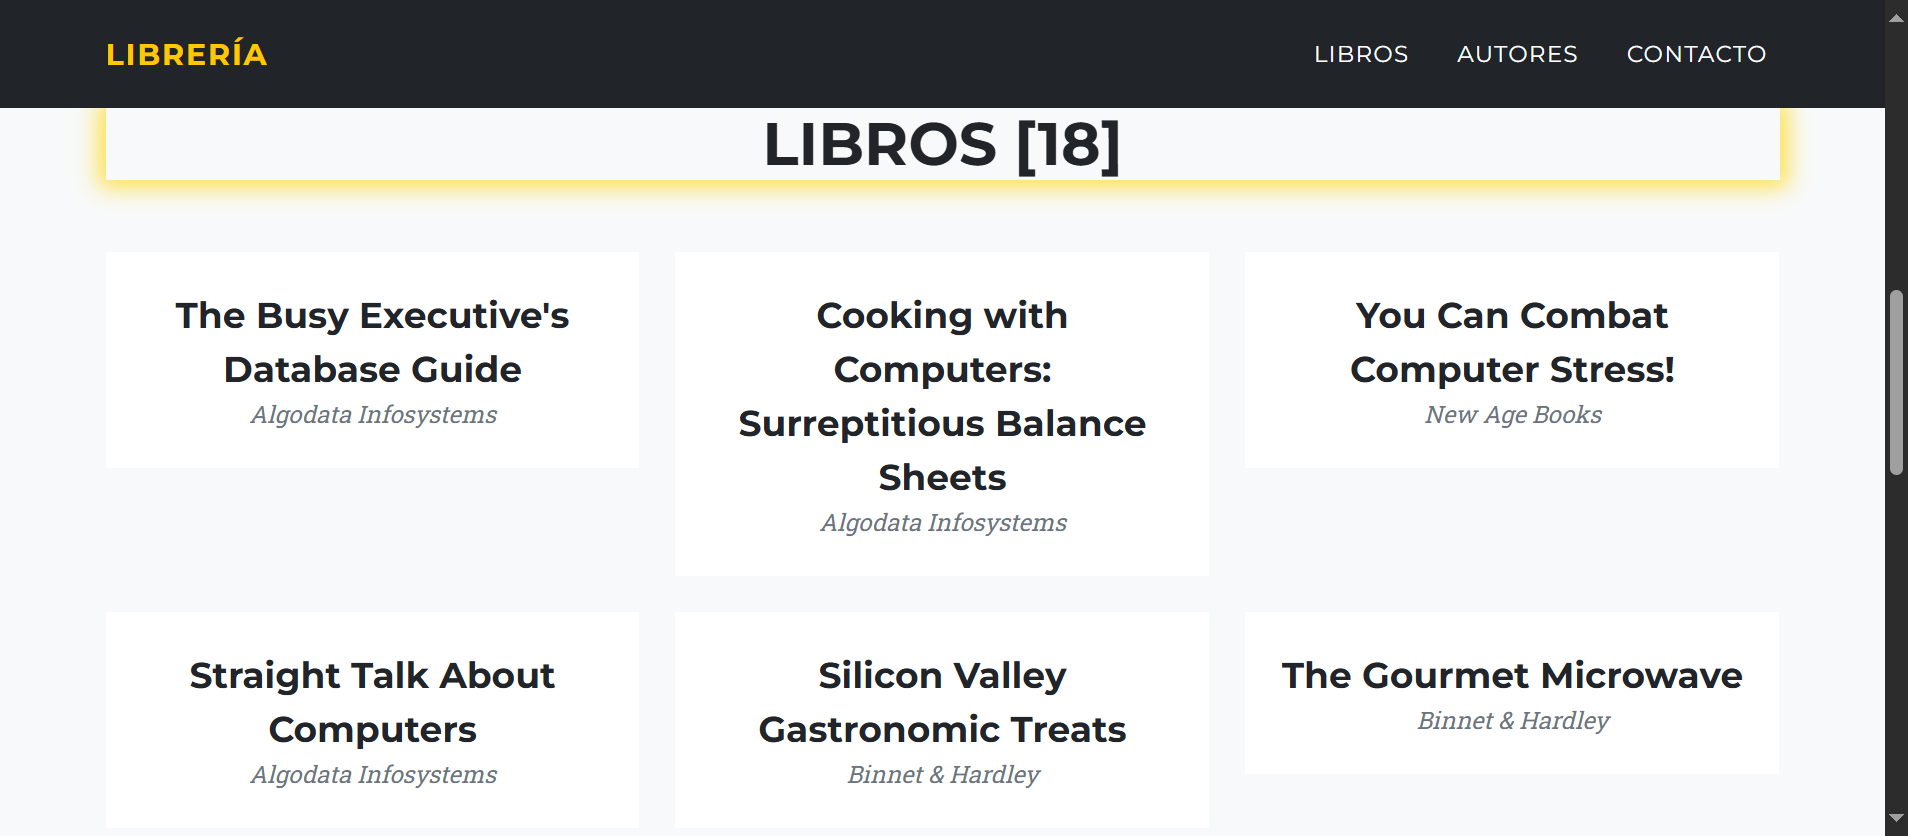 LIBRERÍA
LIBROS AUTORES CONTACTO
LIBROS [18]
The Busy Executive's
Database Guide
Algodata Infosystems
Cooking with
Computers:
Surreptitious Balance
Sheets
Algodata Infosystems
You Can Combat
Computer Stress!
New Age Books
Straight Talk About
Computers
Algodata Infosystems
Silicon Valley
Gastronomic Treats
Binnet & Hardley
The Gourmet Microwave
Binnet & Hardley